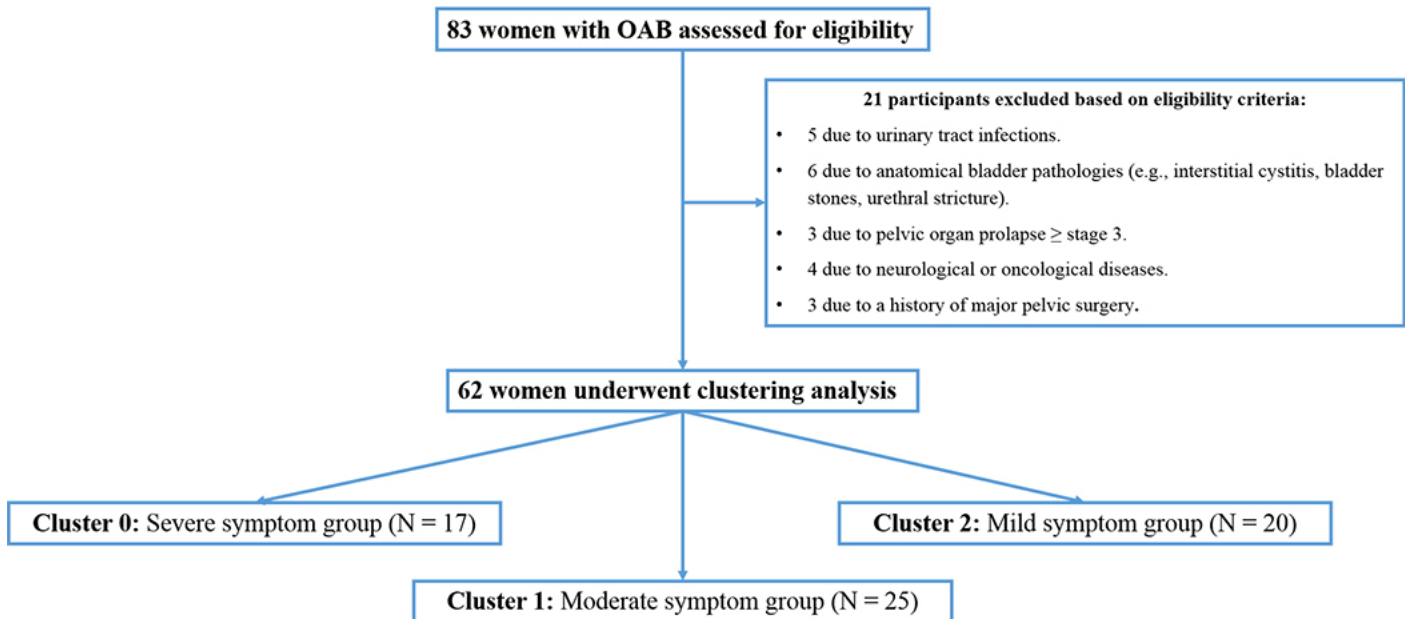 83 women with OAB assessed for eligibility
21 participants excluded based on eligibility criteria:
• 5 due to urinary tract infections.
• 6 due to anatomical bladder pathologies (e.g., interstitial cystitis, bladder
stones, urethral stricture).
• 3 due to pelvic organ prolapse ≥ stage 3.
• 4 due to neurological or oncological diseases.
• 3 due to a history of major pelvic surgery.
62 women underwent clustering analysis
Cluster 0: Severe symptom group (N = 17)
Cluster 2: Mild symptom group (N = 20)
Cluster 1: Moderate symptom group (N = 25)